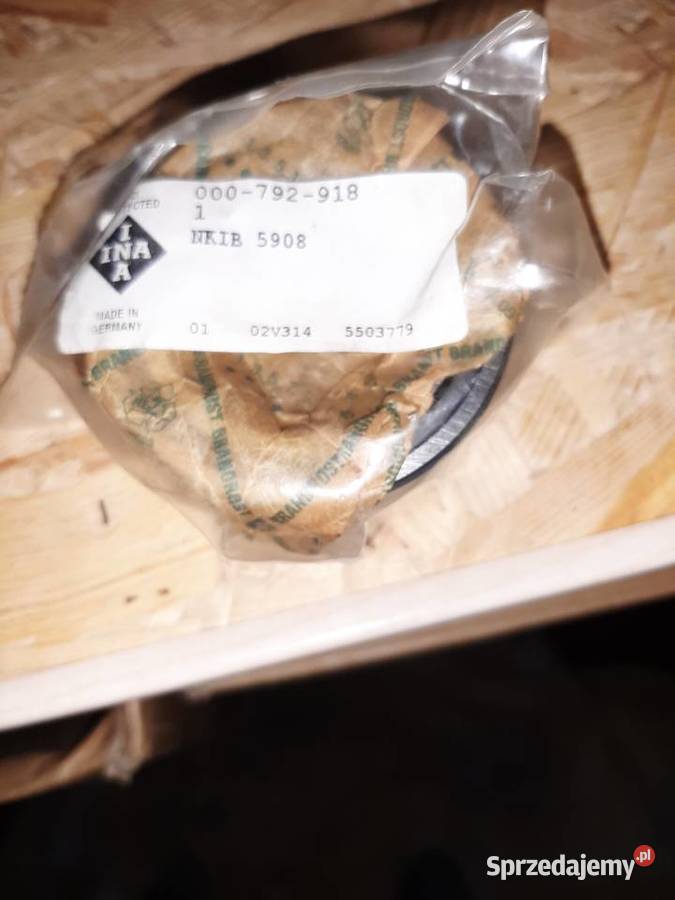 000-792-918
1
NKIB 5908
I
INA
A
MADE IN
GERMANY
01 02V314 5503779
Sprzedajemy.pl